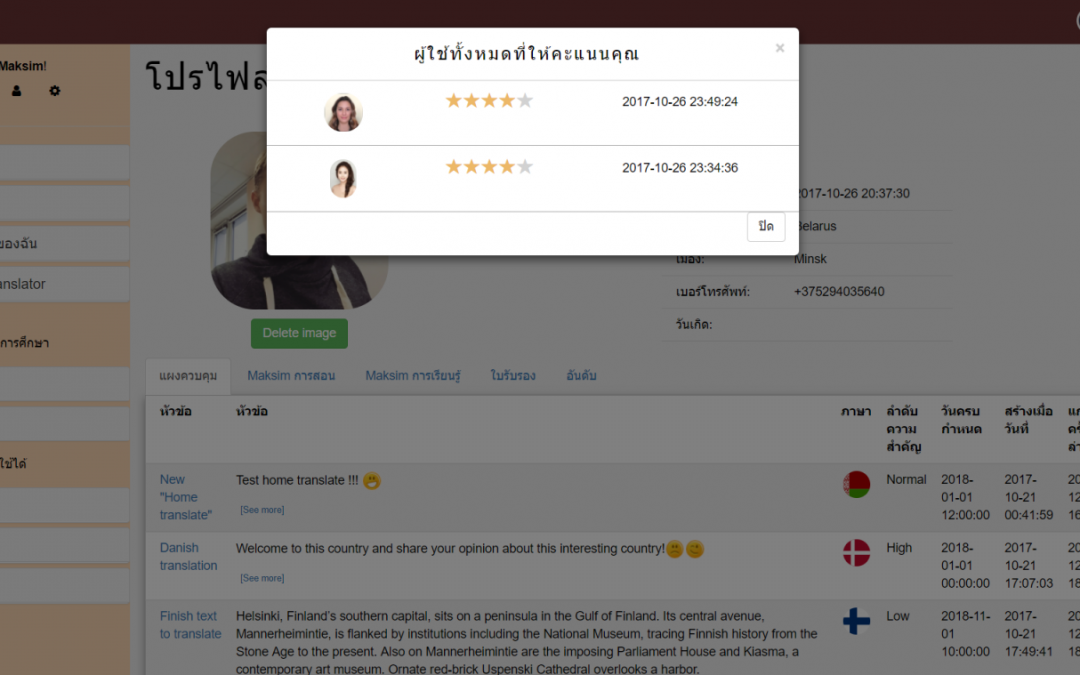 ผู้ใช้ทั้งหมดที่ให้คะแนนคุณ
×
2017-10-26 23:49:24
2017-10-26 23:34:36
ปิด
Maksim!
ของฉัน
anslator
การศึกษา
ใช้ได้
โปรไฟล
2017-10-26 20:37:30
Belarus
เมือง: Minsk
เบอร์โทรศัพท์: +375294035640
วันเกิด:
Delete image
แผงควบคุม Maksim การสอน Maksim การเรียนรู้ ใบรับรอง อันดับ
หัวข้อ หัวข้อ ภาษา ลำดับ วันครบ สร้างเมื่อ
ความ กำหนด วันที่
สำคัญ
New Test home translate !!! Normal 2018- 2017-
"Home 01-01 10-21
translate" [See more] 12:00:00 00:41:59
Danish Welcome to this country and share your opinion about this interesting country! High 2018- 2017-
translation 01-01 10-21
[See more] 00:00:00 17:07:03
Finish text Helsinki, Finland's southern capital, sits on a peninsula in the Gulf of Finland. Its central avenue, Low 2018-11- 2017-
to translate Mannerheimintie, is flanked by institutions including the National Museum, tracing Finnish history from the 01 10-21
Stone Age to the present. Also on Mannerheimintie are the imposing Parliament House and Kiasma, a 10:00:00 17:49:41
contemporary art museum. Ornate red-brick Uspenski Cathedral overlooks a harbor.